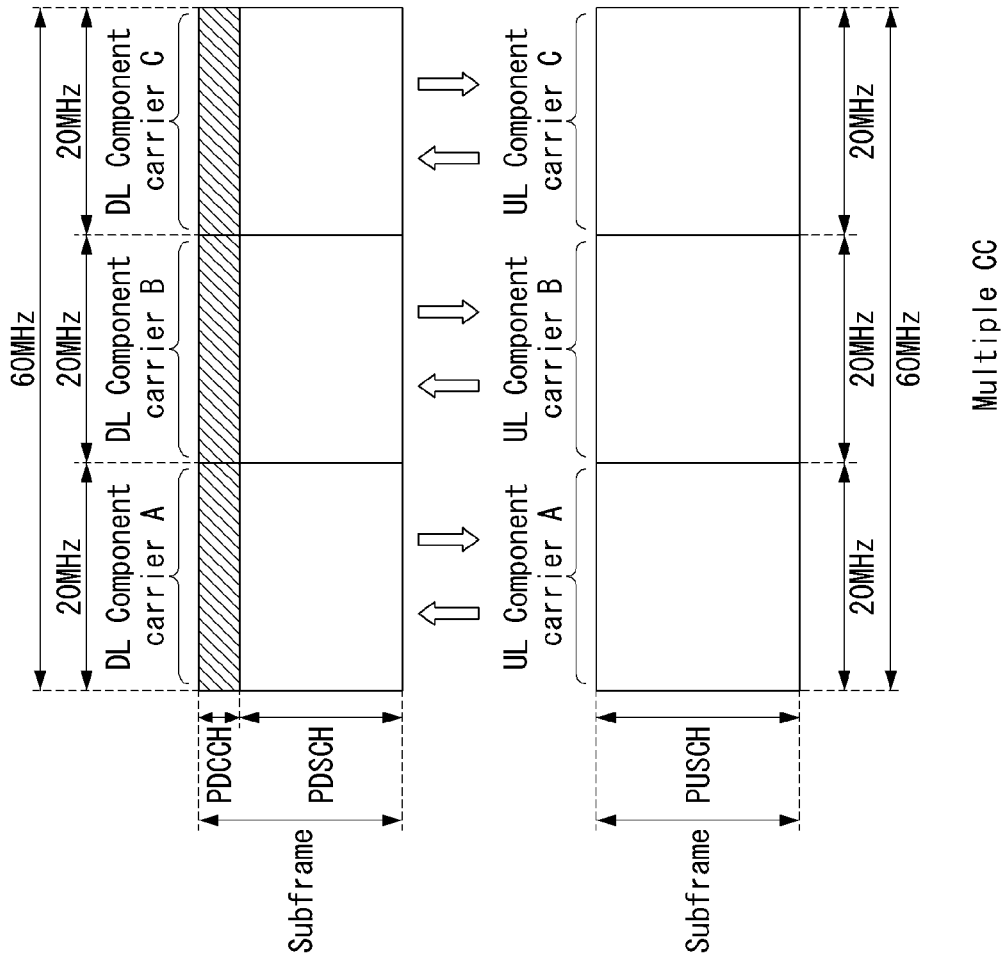 60MHz
20MHz
20MHz
20MHz
DL Component
carrier A
DL Component
carrier B
DL Component
carrier C
Subframe
PDCCH
PDSCH
UL Component
carrier A
UL Component
carrier B
UL Component
carrier C
Subframe
PUSCH
20MHz
20MHz
20MHz
60MHz
Multiple CC